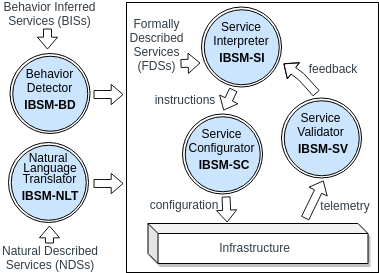 Behavior Inferred
Services (BISs)
Behavior
Detector
IBSM-BD
Natural
Language
Translator
IBSM-NLT
Natural Described
Services (NDSs)
Formally
Described
Services
(FDSs)
Service
Interpreter
IBSM-SI
feedback
instructions
Service
Configurator
IBSM-SC
Service
Validator
IBSM-SV
configuration
telemetry
Infrastructure